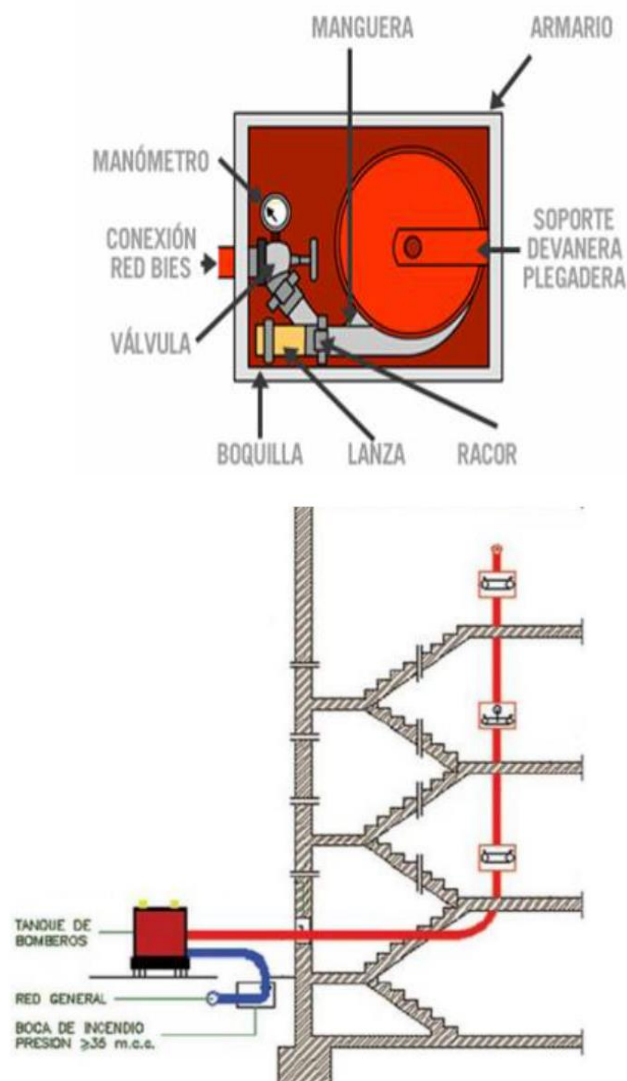 MANGUERA
ARMARIO
MANÓMETRO
CONEXIÓN
RED BIES
SOPORTE
DEVANERA
PLEGADERA
VÁLVULA
BOQUILLA
LANZA
RACOR
TANQUE DE
BOMBEROS
RED GENERAL
BOCA DE INCENDIO
PRESION ≥35 m.c.c.